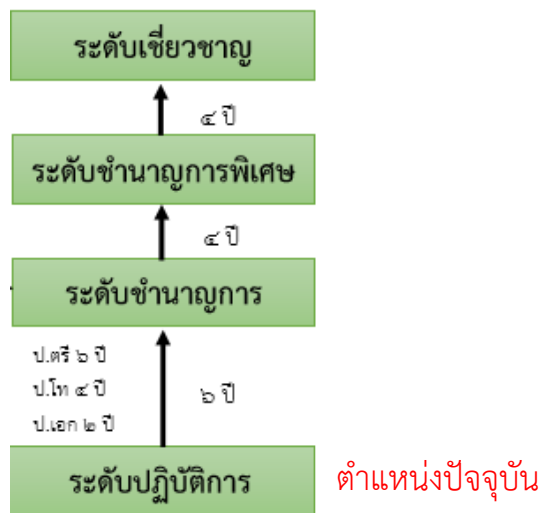 ระดับเชี่ยวชาญ
๔ ปี
ระดับชำนาญการพิเศษ
๔ ปี
ระดับชำนาญการ
ป.ตรี ๖ ปี
ป.โท ๔ ปี
๖ ปี
ป.เอก ๒ ปี
ระดับปฏิบัติการ
ตำแหน่งปัจจุบัน